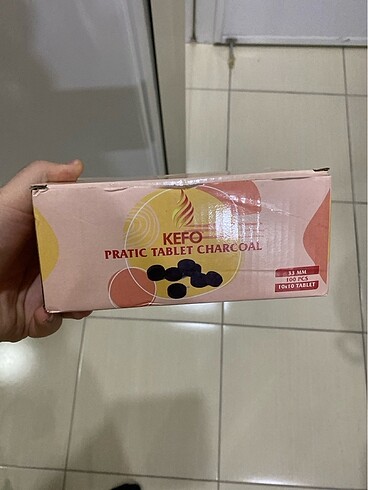 KEFO
PRATIC TABLET CHARCOAL
33 MM
100 PCS
10x10 TABLET